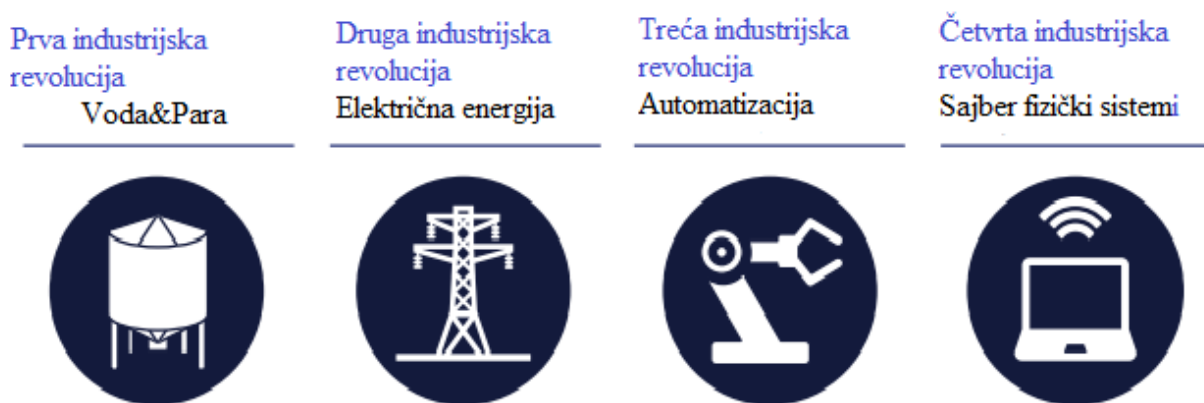 Prva industrijska
revolucija
Voda&Para
Druga industrijska
revolucija
Električna energija
Treća industrijska
revolucija
Automatizacija
Četvrta industrijska
revolucija
Sajber fizički sistemi